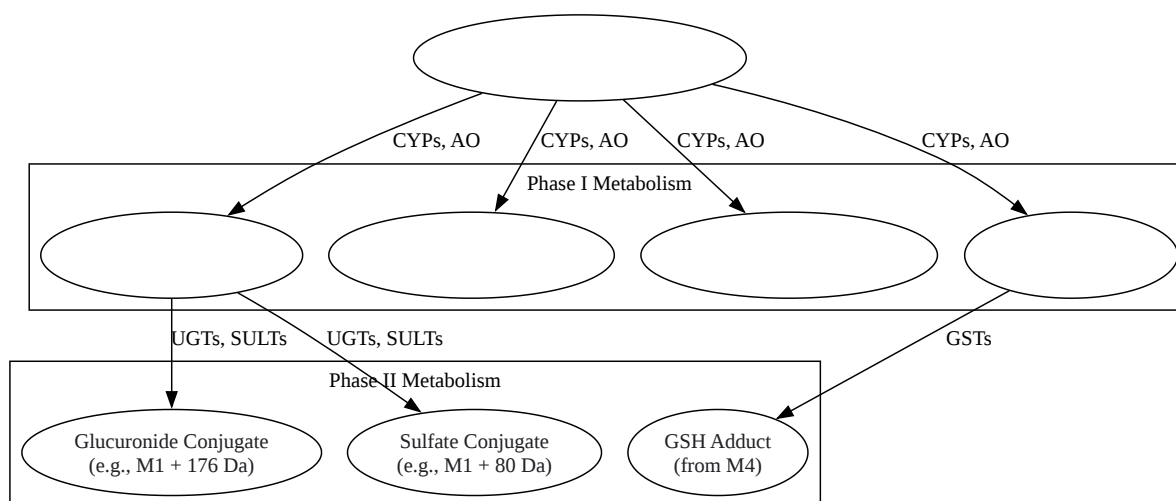 CYPs, AO
CYPs, AO
CYPs, AO
CYPs, AO
Phase I Metabolism
UGTs, SULTs
UGTs, SULTs
GSTs
Phase II Metabolism
Glucuronide Conjugate
(e.g., M1 + 176 Da)
Sulfate Conjugate
(e.g., M1 + 80 Da)
GSH Adduct
(from M4)